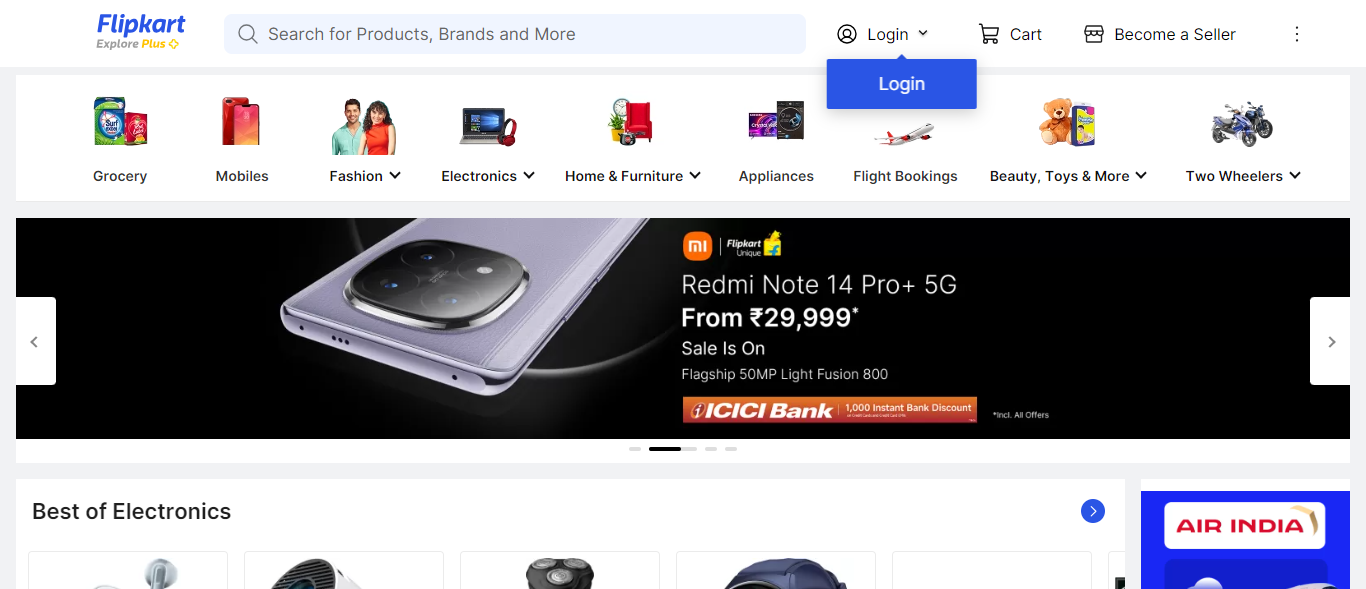 Flipkart
Explore Plus
Search for Products, Brands and More
Login
Cart
Become a Seller
Login
Surf excel
Grocery
Mobiles
Fashion
Electronics
Home & Furniture
Appliances
Flight Bookings
Beauty, Toys & More
Two Wheelers
mi
Flipkart
Unique
Redmi Note 14 Pro+ 5G
From ₹29,999*
Sale Is On
Flagship 50MP Light Fusion 800
ICICI Bank
1,000 Instant Bank Discount
*Incl. All Offers
Best of Electronics
AIR INDIA